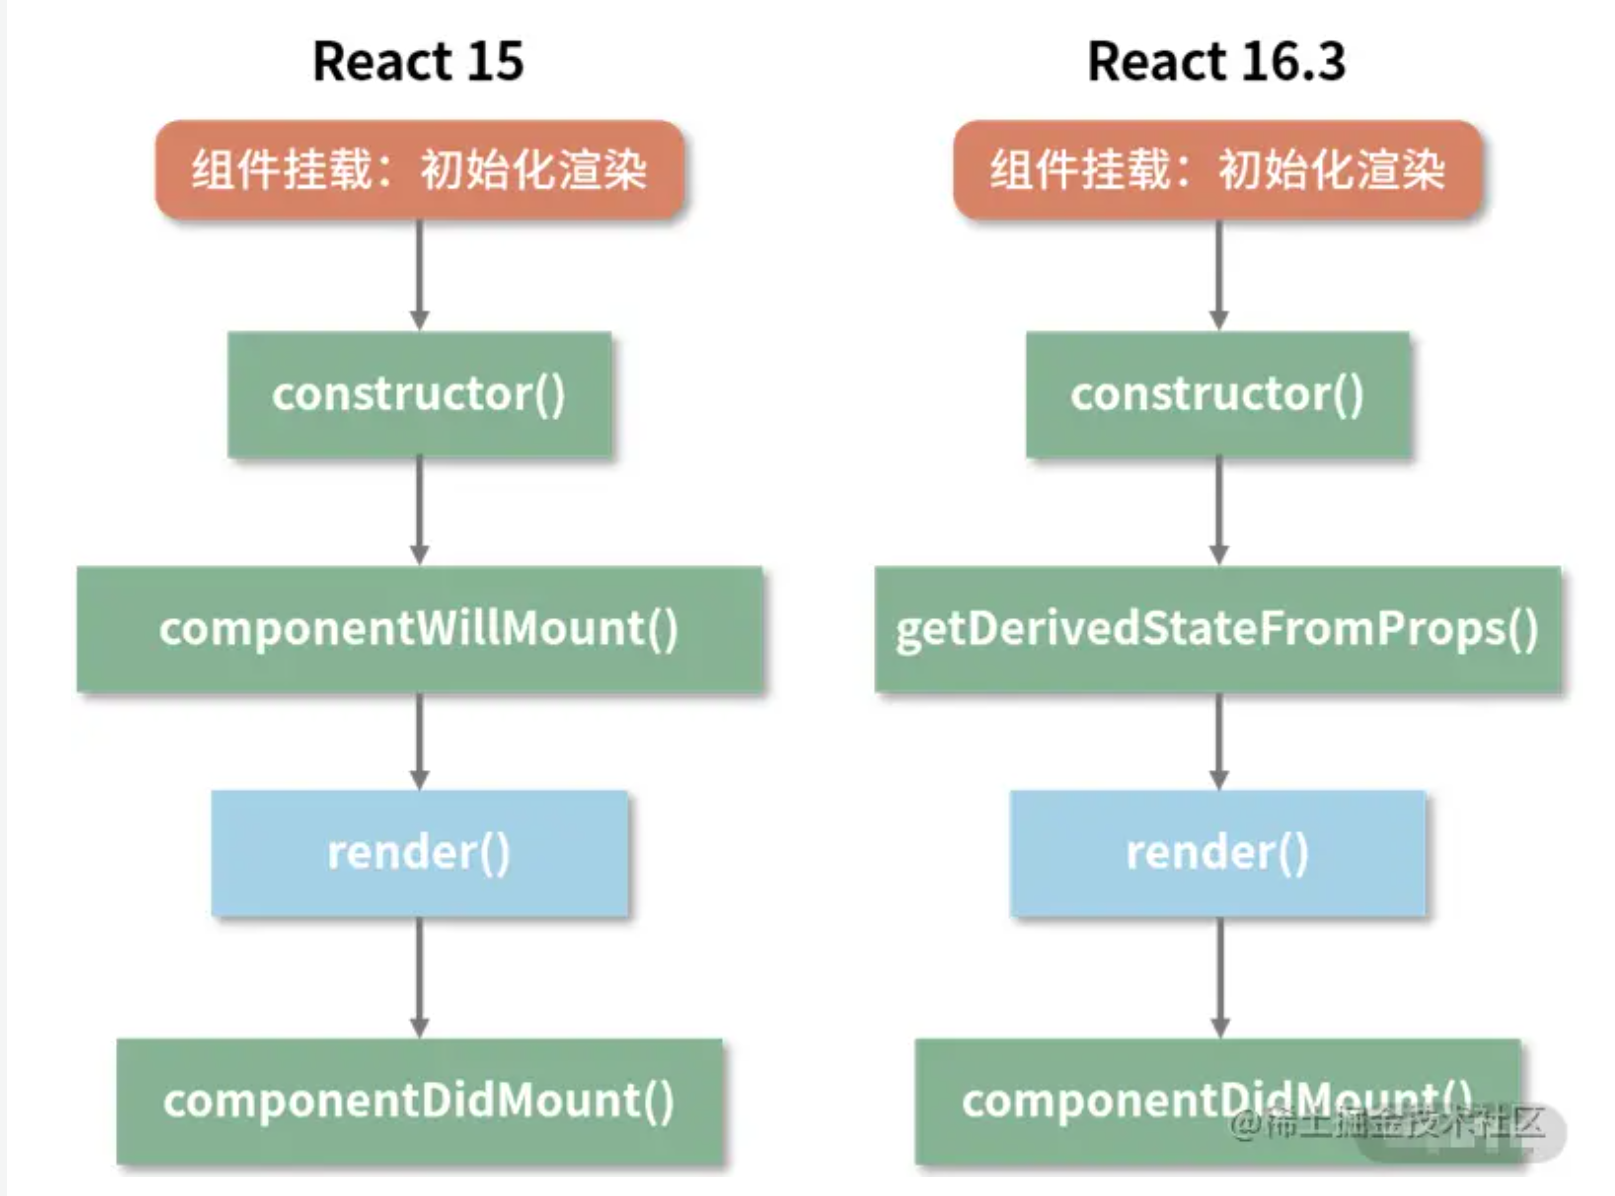 React 15
组件挂载：初始化渲染
constructor()
componentWillMount()
render()
componentDidMount()
React 16.3
组件挂载：初始化渲染
constructor()
getDerivedStateFromProps()
render()
componentDidMount()
@稀土掘金技术社区